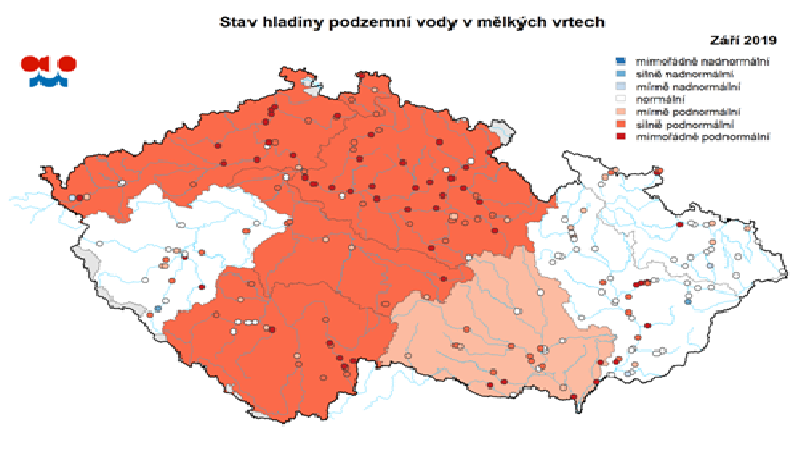 Stav hladiny podzemní vody v mělkých vrtech
Září 2019
mimořádně nadnormální
silně nadnormální
mírně nadnormální
normální
mírně podnormální
silně podnormální
mimořádně podnormální